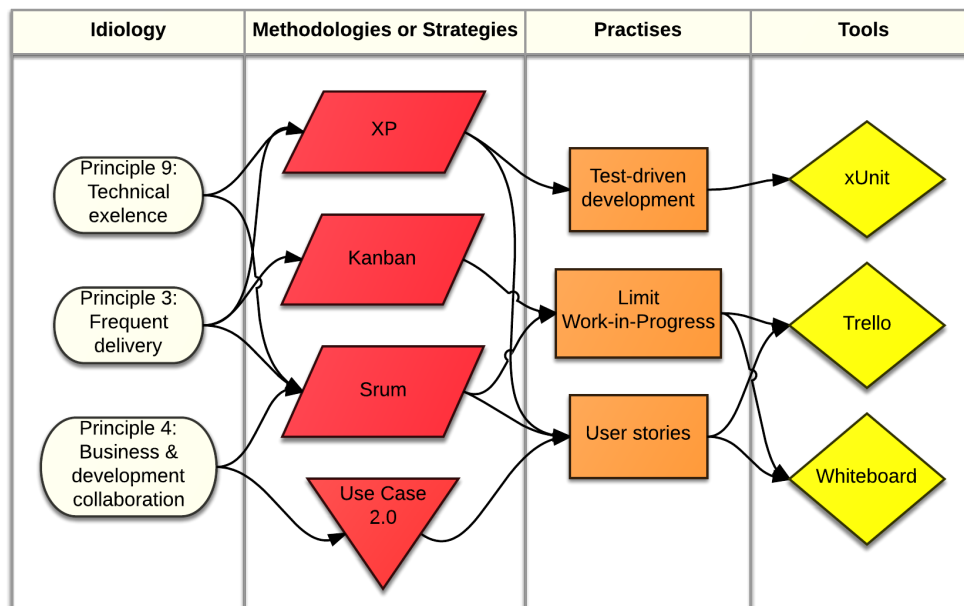 Idiology
Methodologies or Strategies
Practises
Tools
Principle 9:
Technical
exelence
Principle 3:
Frequent
delivery
Principle 4:
Business &
development
collaboration
XP
Kanban
Srum
Use Case
2.0
Test-driven
development
Limit
Work-in-Progress
User stories
xUnit
Trello
Whiteboard